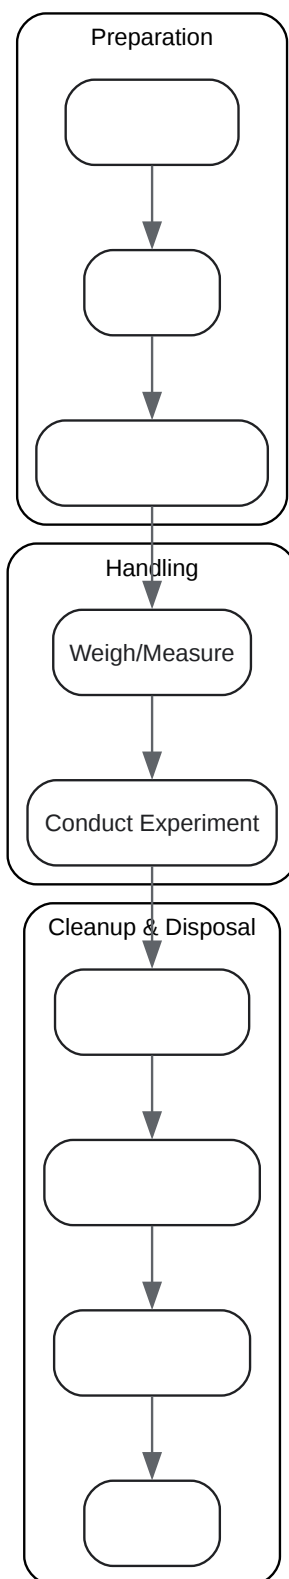 Preparation
Handling
Weigh/Measure
Conduct Experiment
Cleanup & Disposal